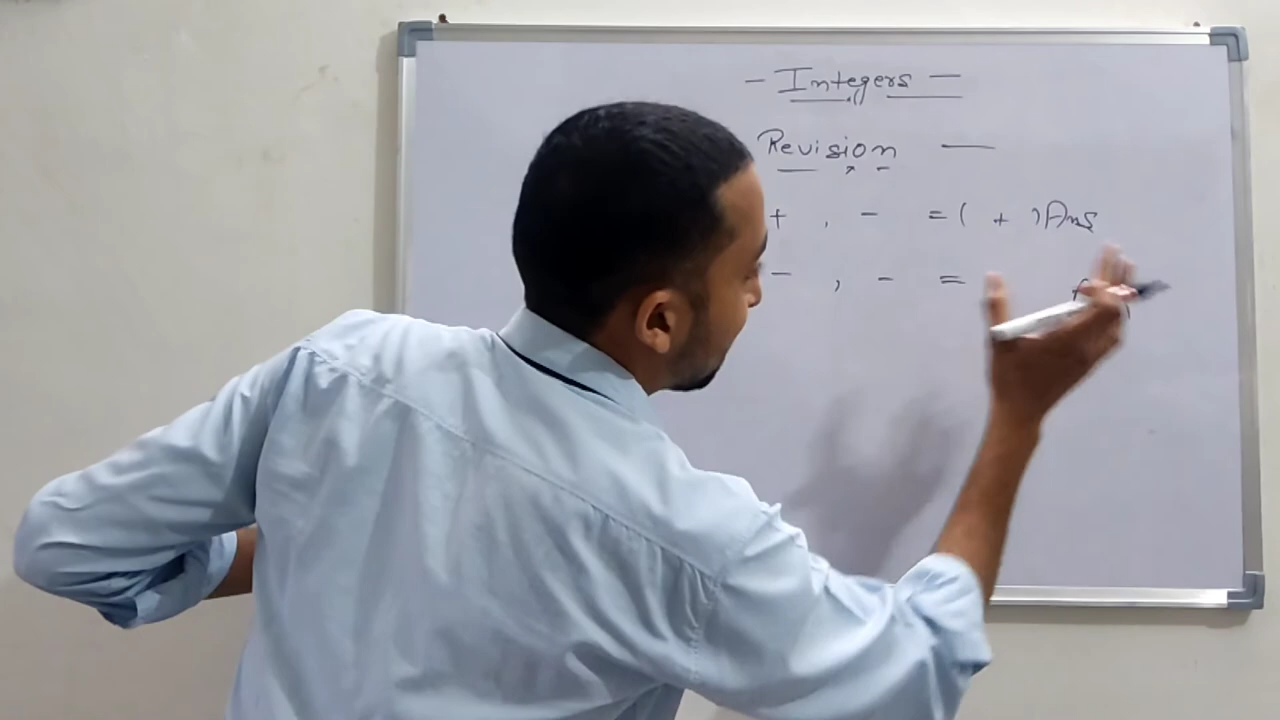 - Integers -
Revision -
+ , - = ( + ) Ans
- , - =